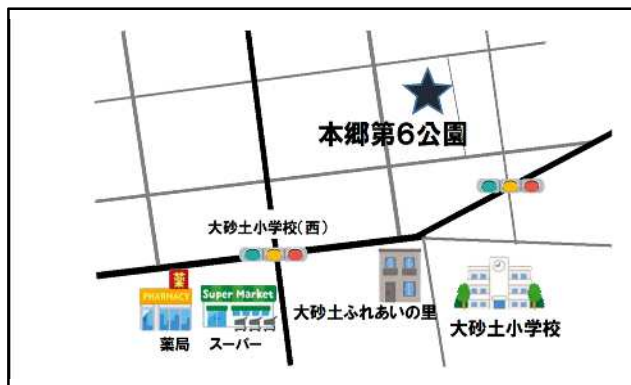 本郷第6公園
大砂土小学校（西）
薬
PHARMACY
Super Market
薬局
スーパー
大砂土ふれあいの里
大砂土小学校